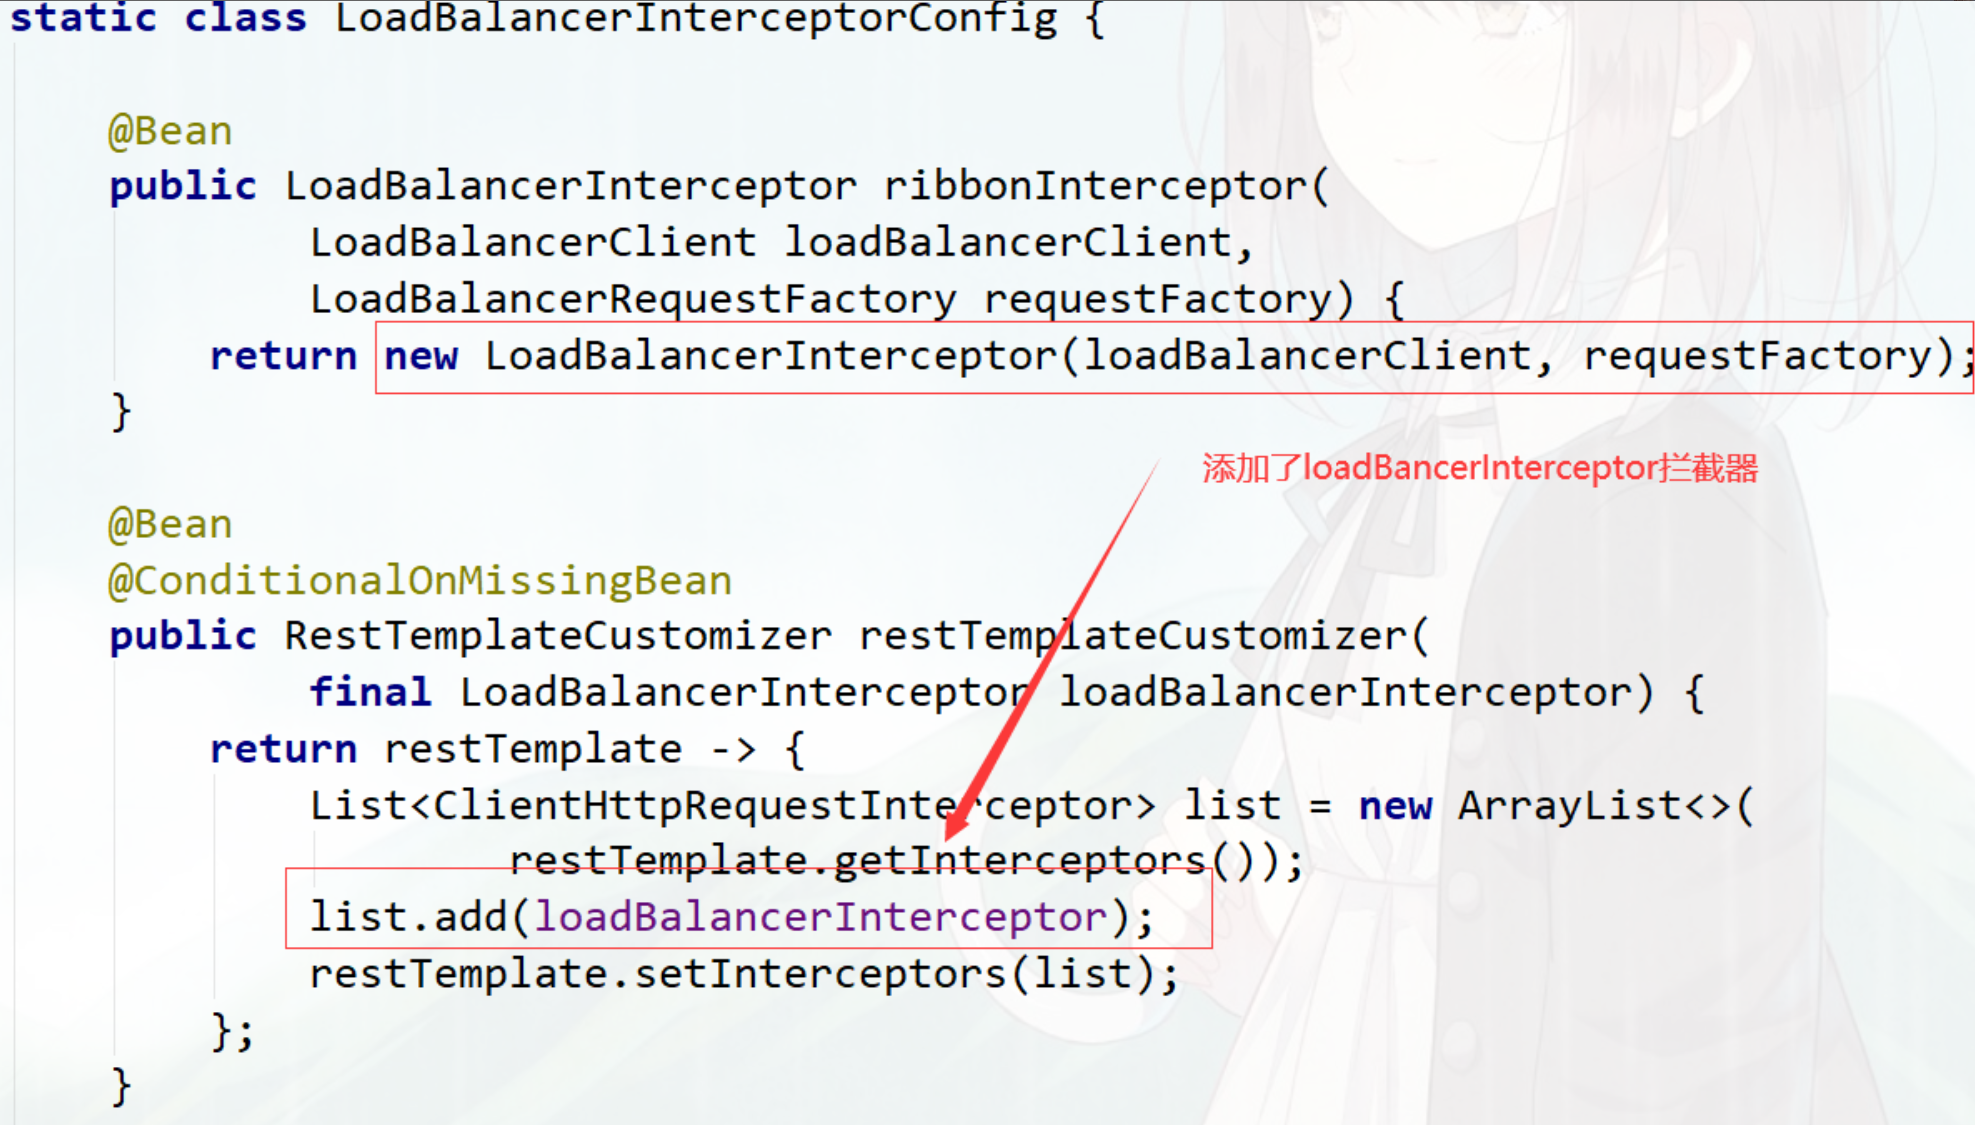 static class LoadBalancerInterceptorConfig {
@Bean
public LoadBalancerInterceptor ribbonInterceptor(
LoadBalancerClient loadBalancerClient,
LoadBalancerRequestFactory requestFactory) {
return new LoadBalancerInterceptor(loadBalancerClient, requestFactory);
}
添加了loadBancerInterceptor拦截器
@Bean
@ConditionalOnMissingBean
public RestTemplateCustomizer restTemplateCustomizer(
final LoadBalancerInterceptor loadBalancerInterceptor) {
return restTemplate -> {
List<ClientHttpRequestInterceptor> list = new ArrayList<>(
restTemplate.getInterceptors());
list.add(loadBalancerInterceptor);
restTemplate.setInterceptors(list);
};
}